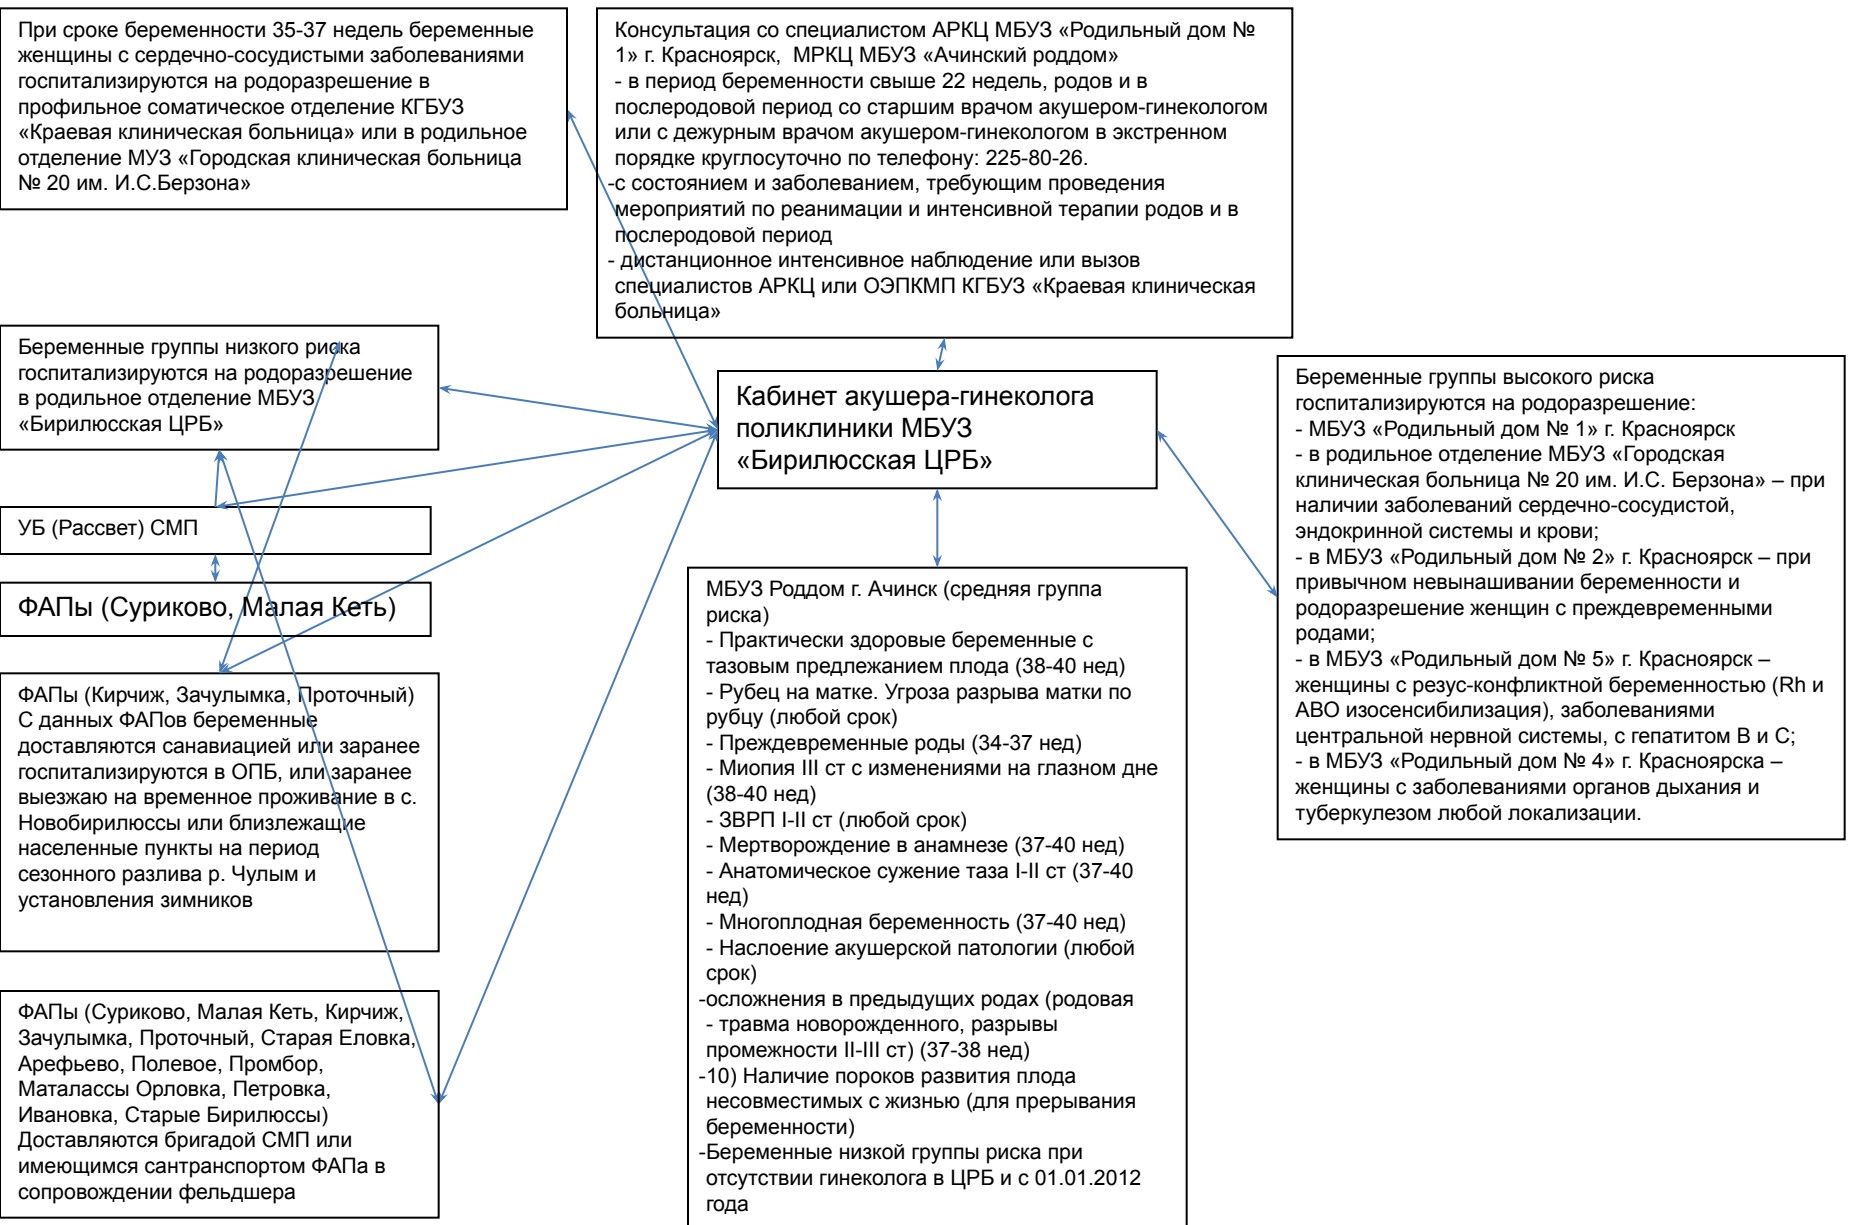 При сроке беременности 35-37 недель беременные
женщины с сердечно-сосудистыми заболеваниями
госпитализируются на родоразрешение в
профильное соматическое отделение КГБУЗ
«Краевая клиническая больница» или в родильное
отделение МУЗ «Городская клиническая больница
№ 20 им. И.С.Берзона»
Консультация со специалистом АРКЦ МБУЗ «Родильный дом №
1» г. Красноярск, МРКЦ МБУЗ «Ачинский роддом»
- в период беременности свыше 22 недель, родов и в
послеродовой период со старшим врачом акушером-гинекологом
или с дежурным врачом акушером-гинекологом в экстренном
порядке круглосуточно по телефону: 225-80-26.
-с состоянием и заболеванием, требующим проведения
мероприятий по реанимации и интенсивной терапии родов и в
послеродовой период
- дистанционное интенсивное наблюдение или вызов
специалистов АРКЦ или ОЭПКМП КГБУЗ «Краевая клиническая
больница»
Беременные группы низкого риска
госпитализируются на родоразрешение
в родильное отделение МБУЗ
«Бирилюсская ЦРБ»
Кабинет акушера-гинеколога
поликлиники МБУЗ
«Бирилюсская ЦРБ»
Беременные группы высокого риска
госпитализируются на родоразрешение:
- МБУЗ «Родильный дом № 1» г. Красноярск
- в родильное отделение МБУЗ «Городская
клиническая больница № 20 им. И.С. Берзона» – при
наличии заболеваний сердечно-сосудистой,
эндокринной системы и крови;
- в МБУЗ «Родильный дом № 2» г. Красноярск – при
привычном невынашивании беременности и
родоразрешение женщин с преждевременными
родами;
- в МБУЗ «Родильный дом № 5» г. Красноярск –
женщины с резус-конфликтной беременностью (Rh и
АВО изосенсибилизация), заболеваниями
центральной нервной системы, с гепатитом В и С;
- в МБУЗ «Родильный дом № 4» г. Красноярска –
женщины с заболеваниями органов дыхания и
туберкулезом любой локализации.
УБ (Рассвет) СМП
ФАПы (Суриково, Малая Кеть)
ФАПы (Кирчиж, Зачулымка, Проточный)
С данных ФАПов беременные
доставляются санавиацией или заранее
госпитализируются в ОПБ, или заранее
выезжаю на временное проживание в с.
Новобирилюссы или близлежащие
населенные пункты на период
сезонного разлива р. Чулым и
установления зимников
ФАПы (Суриково, Малая Кеть, Кирчиж,
Зачулымка, Проточный, Старая Еловка,
Арефьево, Полевое, Промбор,
Маталассы Орловка, Петровка,
Ивановка, Старые Бирилюссы)
Доставляются бригадой СМП или
имеющимся сантранспортом ФАПа в
сопровождении фельдшера
МБУЗ Роддом г. Ачинск (средняя группа
риска)
- Практически здоровые беременные с
тазовым предлежанием плода (38-40 нед)
- Рубец на матке. Угроза разрыва матки по
рубцу (любой срок)
- Преждевременные роды (34-37 нед)
- Миопия III ст с изменениями на глазном дне
(38-40 нед)
- ЗВРП I-II ст (любой срок)
- Мертворождение в анамнезе (37-40 нед)
- Анатомическое сужение таза I-II ст (37-40
нед)
- Многоплодная беременность (37-40 нед)
- Наслоение акушерской патологии (любой
срок)
-осложнения в предыдущих родах (родовая
- травма новорожденного, разрывы
промежности II-III ст) (37-38 нед)
-10) Наличие пороков развития плода
несовместимых с жизнью (для прерывания
беременности)
-Беременные низкой группы риска при
отсутствии гинеколога в ЦРБ и с 01.01.2012
года